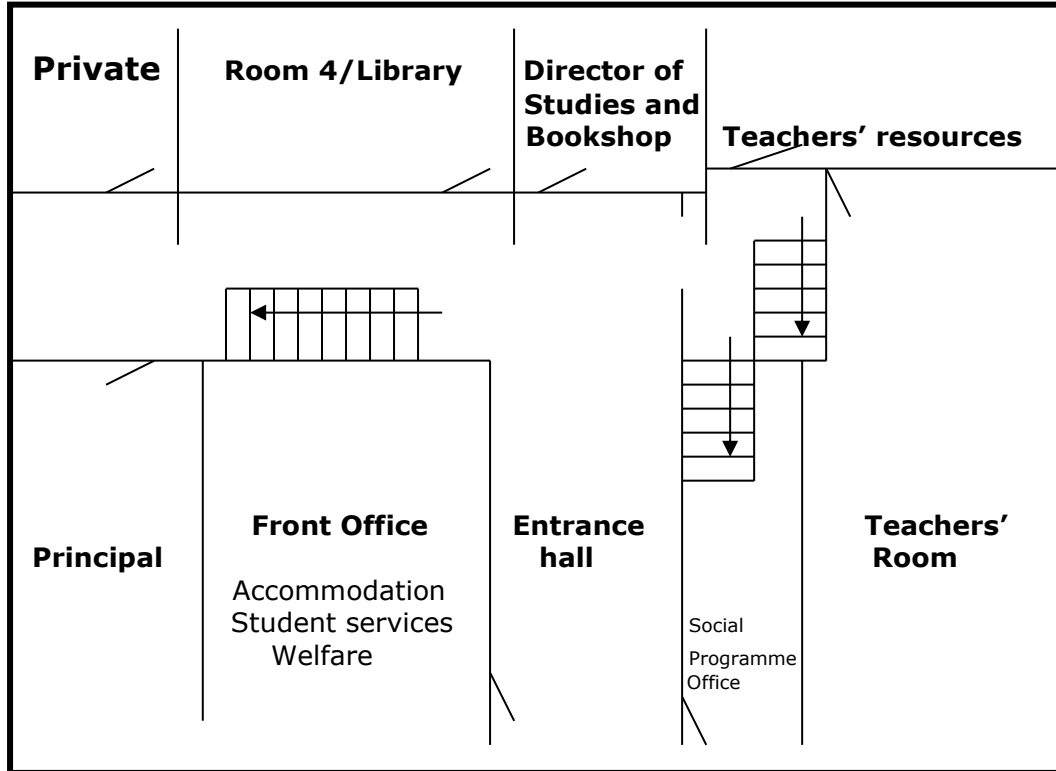 Private
Room 4/Library
Director of
Studies and
Bookshop
Teachers’ resources
Principal
Front Office
Accommodation
Student services
Welfare
Entrance
hall
Social
Programme
Office
Teachers’
Room